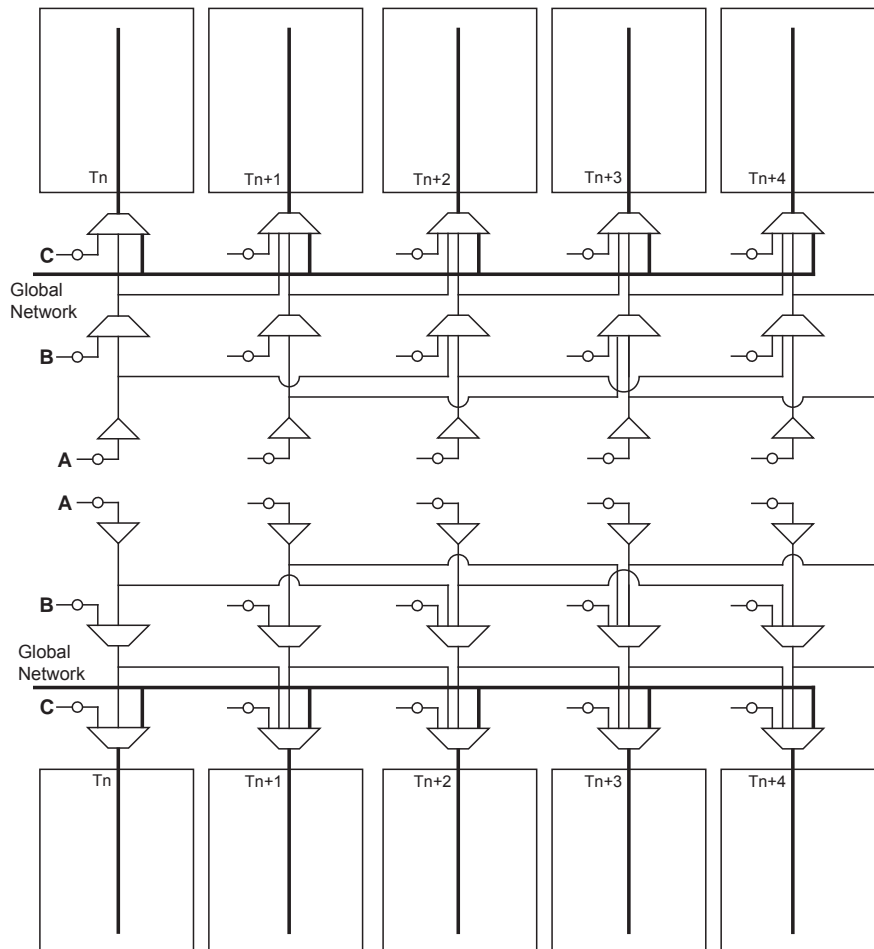 Tn
Tn+1
Tn+2
Tn+3
Tn+4
C
Global
Network
B
A
A
B
Global
Network
C
Tn
Tn+1
Tn+2
Tn+3
Tn+4